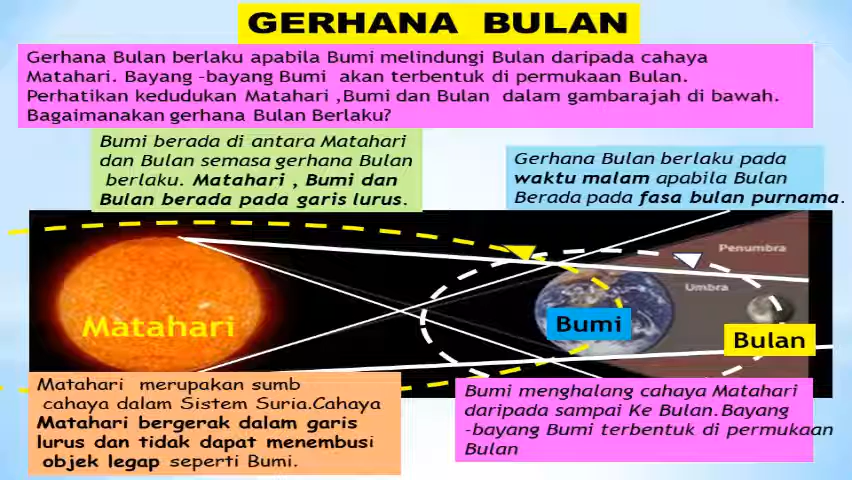 GERHANA BULAN
Gerhana Bulan berlaku apabila Bumi melindungi Bulan daripada cahaya
Matahari. Bayang -bayang Bumi akan terbentuk di permukaan Bulan.
Perhatikan kedudukan Matahari ,Bumi dan Bulan dalam gambarajah di bawah.
Bagaimanakan gerhana Bulan Berlaku?
Bumi berada di antara Matahari
dan Bulan semasa gerhana Bulan
berlaku. Matahari , Bumi dan
Bulan berada pada garis lurus.
Gerhana Bulan berlaku pada
waktu malam apabila Bulan
Berada pada fasa bulan purnama.
Penumbra
Umbra
Matahari
Bumi
Bulan
Matahari merupakan sumb
cahaya dalam Sistem Suria.Cahaya
Matahari bergerak dalam garis
lurus dan tidak dapat menembusi
objek legap seperti Bumi.
Bumi menghalang cahaya Matahari
daripada sampai Ke Bulan.Bayang
-bayang Bumi terbentuk di permukaan
Bulan